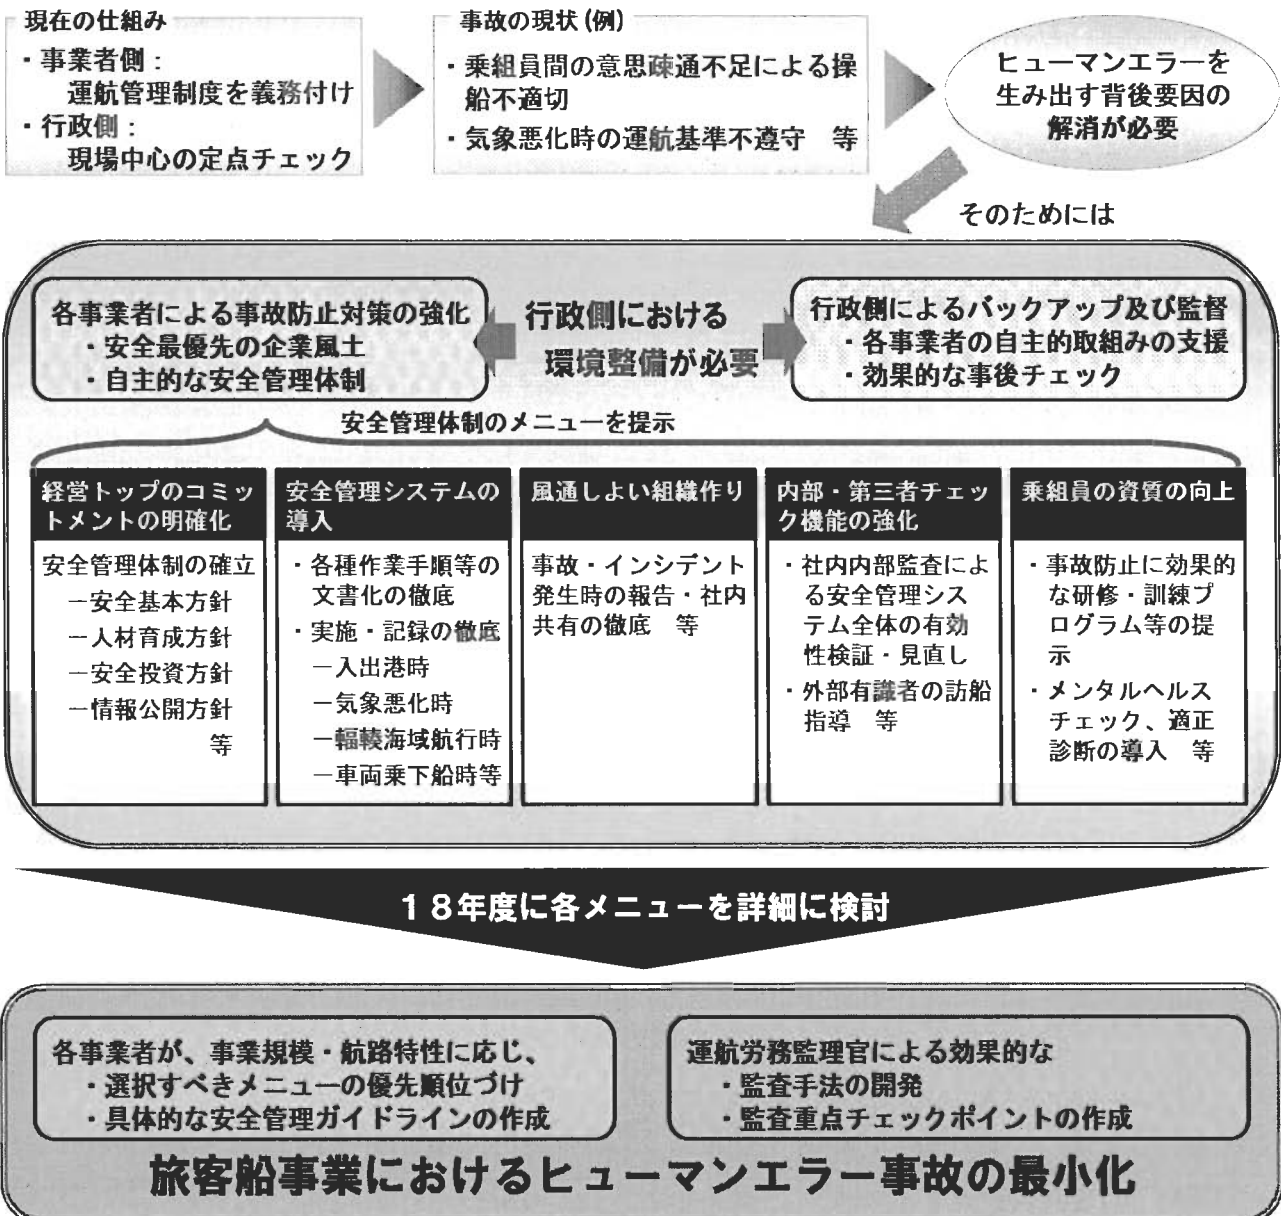 現在の仕組み
・事業者側：
運航管理制度を義務付け
・行政側：
現場中心の定点チェック
事故の現状(例)
・乗組員間の意思疎通不足による操
船不適切
・気象悪化時の運航基準不遵守　等
ヒューマンエラーを
生み出す背後要因の
解消が必要
そのためには
各事業者による事故防止対策の強化
・安全最優先の企業風土
・自主的な安全管理体制
行政側における
環境整備が必要
行政側によるバックアップ及び監督
・各事業者の自主的取組みの支援
・効果的な事後チェック
安全管理体制のメニューを提示
経営トップのコミッ
トメントの明確化
安全管理体制の確立
－安全基本方針
－人材育成方針
－安全投資方針
－情報公開方針
等
安全管理システムの
導入
・各種作業手順等の
文書化の徹底
・実施・記録の徹底
－入出港時
－気象悪化時
－輻輳海域航行時
－車両乗下船時等
風通しよい組織作り
事故・インシデント
発生時の報告・社内
共有の徹底　等
内部・第三者チェッ
ク機能の強化
・社内内部監査によ
る安全管理シス
テム全体の有効
性検証・見直し
・外部有識者の訪船
指導　等
乗組員の資質の向上
・事故防止に効果的
な研修・訓練プ
ログラム等の提
示
・メンタルヘルス
チェック、適正
診断の導入　等
１８年度に各メニューを詳細に検討
各事業者が、事業規模・航路特性に応じ、
・選択すべきメニューの優先順位づけ
・具体的な安全管理ガイドラインの作成
運航労務監理官による効果的な
・監査手法の開発
・監査重点チェックポイントの作成
旅客船事業におけるヒューマンエラー事故の最小化